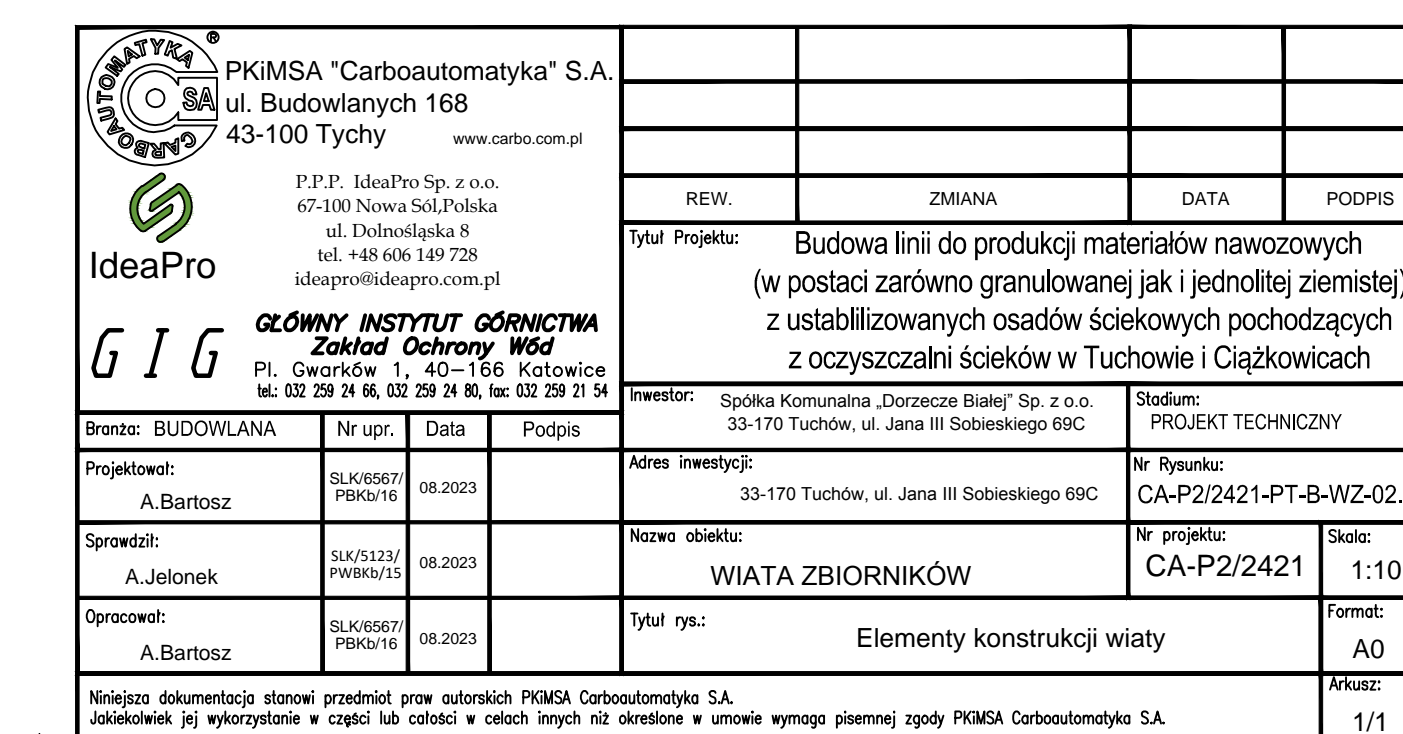 CARBOAUTOMATYKA ®
SA
PKiMSA "Carboautomatyka" S.A.
ul. Budowlanych 168
43-100 Tychy www.carbo.com.pl
IdeaPro
P.P.P. IdeaPro Sp. z o.o.
67-100 Nowa Sól,Polska
ul. Dolnośląska 8
tel. +48 606 149 728
ideapro@ideapro.com.pl
GIG
GŁÓWNY INSTYTUT GÓRNICTWA
Zakład Ochrony Wód
Pl. Gwarków 1, 40-166 Katowice
tel.: 032 259 24 66, 032 259 24 80, fax: 032 259 21 54
REW. ZMIANA DATA PODPIS
Tytuł Projektu:
Budowa linii do produkcji materiałów nawozowych
(w postaci zarówno granulowanej jak i jednolitej ziemistej)
z ustablilizowanych osadów ściekowych pochodzących
z oczyszczalni ścieków w Tuchowie i Ciążkowicach
Inwestor:
Spółka Komunalna „Dorzecze Białej" Sp. z o.o.
33-170 Tuchów, ul. Jana III Sobieskiego 69C
Stadium:
PROJEKT TECHNICZNY
Branża: BUDOWLANA Nr upr. Data Podpis
Projektował:
A.Bartosz
SLK/6567/
PBKb/16
08.2023
Adres inwestycji:
33-170 Tuchów, ul. Jana III Sobieskiego 69C
Nr Rysunku:
CA-P2/2421-PT-B-WZ-02.
Sprawdził:
A.Jelonek
SLK/5123/
PWBKb/15
08.2023
Nazwa obiektu:
WIATA ZBIORNIKÓW
Nr projektu:
CA-P2/2421
Skala:
1:10
Opracował:
A.Bartosz
SLK/6567/
PBKb/16
08.2023
Tytuł rys.:
Elementy konstrukcji wiaty
Format:
A0
Niniejsza dokumentacja stanowi przedmiot praw autorskich PKiMSA Carboautomatyka S.A.
Jakiekolwiek jej wykorzystanie w części lub całości w celach innych niż określone w umowie wymaga pisemnej zgody PKiMSA Carboautomatyka S.A.
Arkusz:
1/1